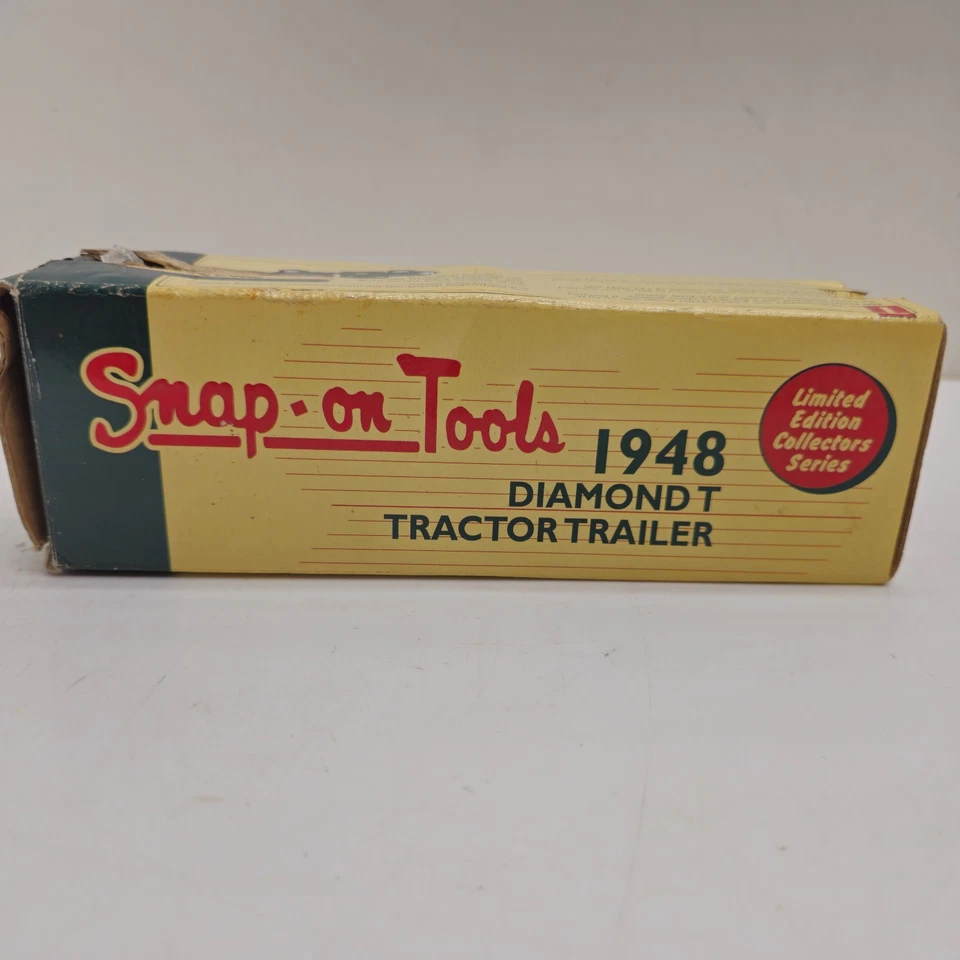 Snap-on Tools
1948
DIAMOND T
TRACTOR TRAILER
Limited
Edition
Collectors
Series